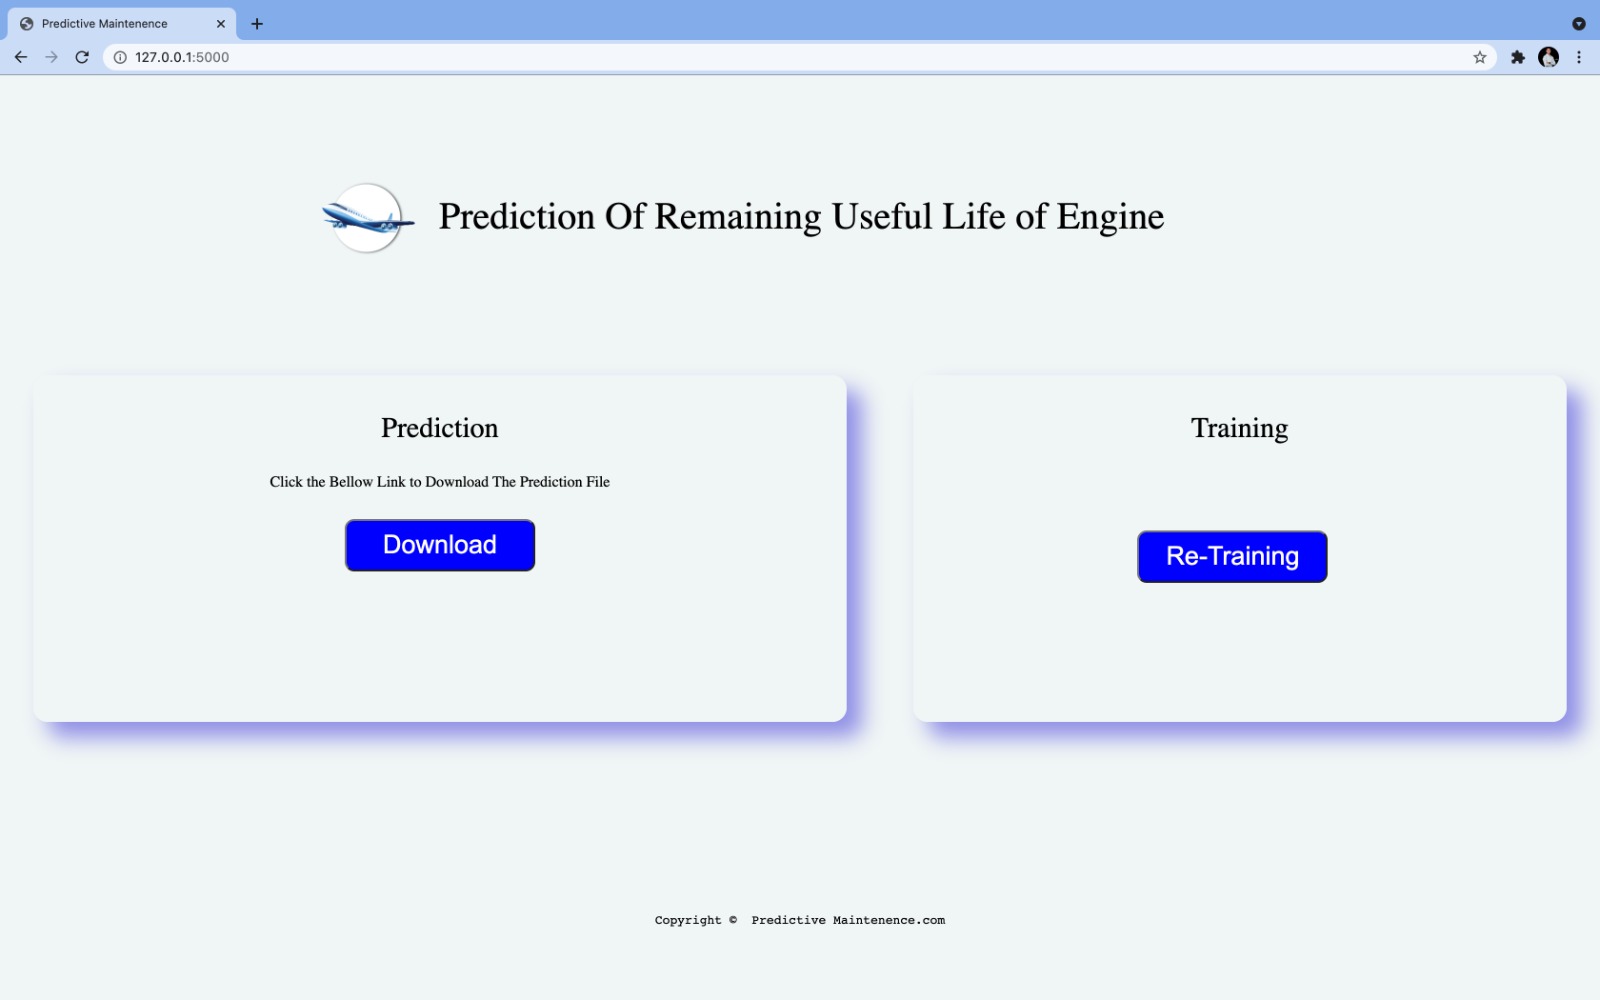 Predictive Maintenence
127.0.0.1:5000
Prediction Of Remaining Useful Life of Engine
Prediction
Click the Bellow Link to Download The Prediction File
Download
Training
Re-Training
Copyright © Predictive Maintenence.com